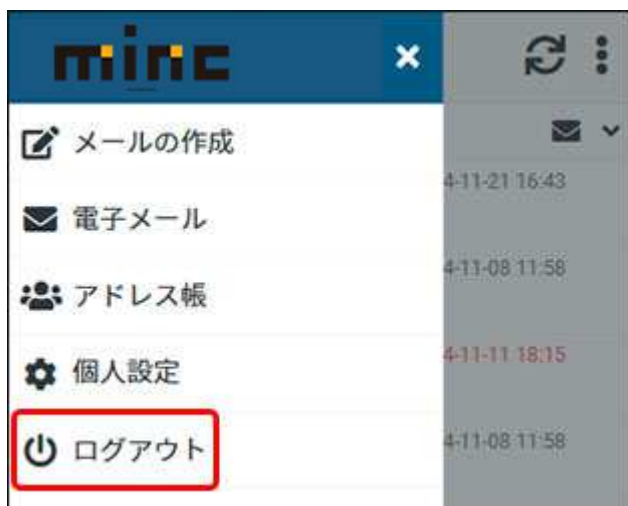 minc
メールの作成
4-11-21 16:43
電子メール
4-11-08 11:58
アドレス帳
4-11-11 18:15
個人設定
4-11-08 11:58
ログアウト